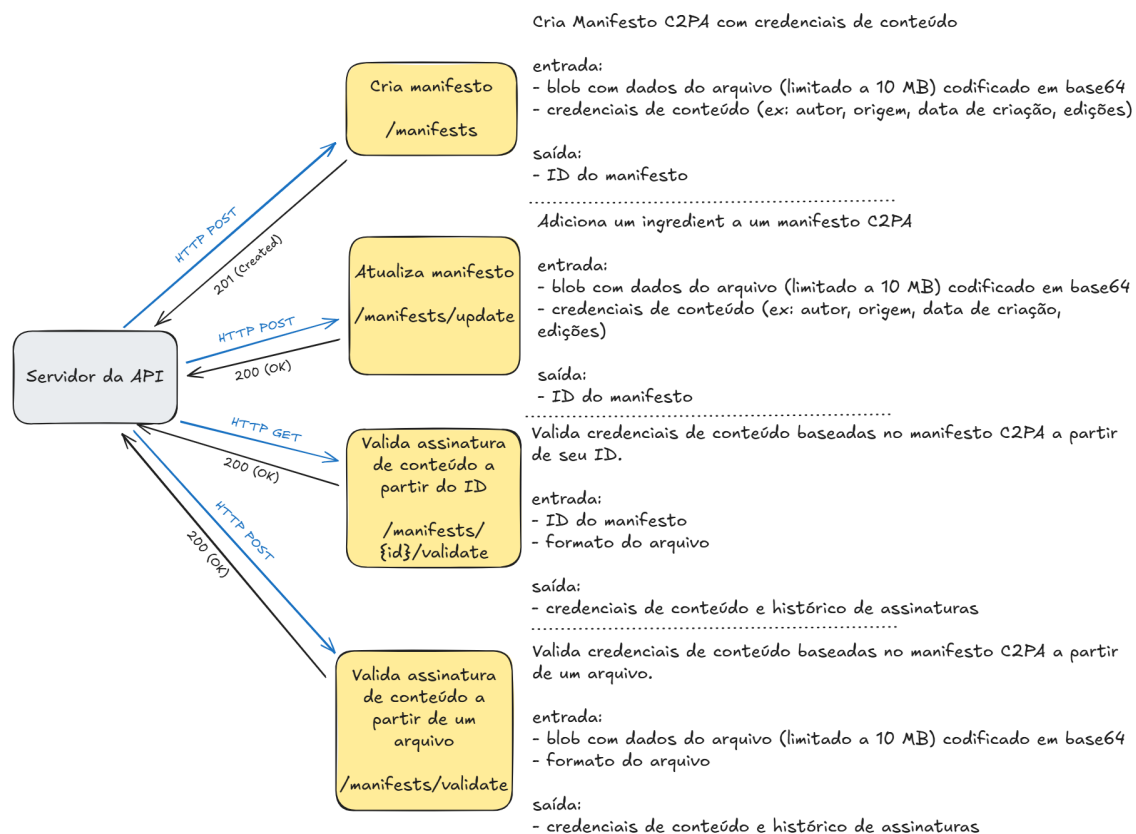 Cria Manifesto C2PA com credenciais de conteúdo
entrada:
- blob com dados do arquivo (limitado a 10 MB) codificado em base64
- credenciais de conteúdo (ex: autor, origem, data de criação, edições)
saída:
- ID do manifesto
Cria manifesto
/manifests
HTTP POST
201 (Created)
Adiciona um ingredient a um manifesto C2PA
entrada:
- blob com dados do arquivo (limitado a 10 MB) codificado em base64
- credenciais de conteúdo (ex: autor, origem, data de criação,
edições)
saída:
- ID do manifesto
Atualiza manifesto
/manifests/update
HTTP POST
200 (OK)
Servidor da API
HTTP GET
200 (OK)
Valida assinatura
de conteúdo a
partir do ID
/manifests/
{id}/validate
Valida credenciais de conteúdo baseadas no manifesto C2PA a partir
de seu ID.
entrada:
- ID do manifesto
- formato do arquivo
saída:
- credenciais de conteúdo e histórico de assinaturas
HTTP POST
200 (OK)
Valida assinatura
de conteúdo a
partir de um
arquivo
/manifests/validate
Valida credenciais de conteúdo baseadas no manifesto C2PA a partir
de um arquivo.
entrada:
- blob com dados do arquivo (limitado a 10 MB) codificado em base64
- formato do arquivo
saída:
- credenciais de conteúdo e histórico de assinaturas